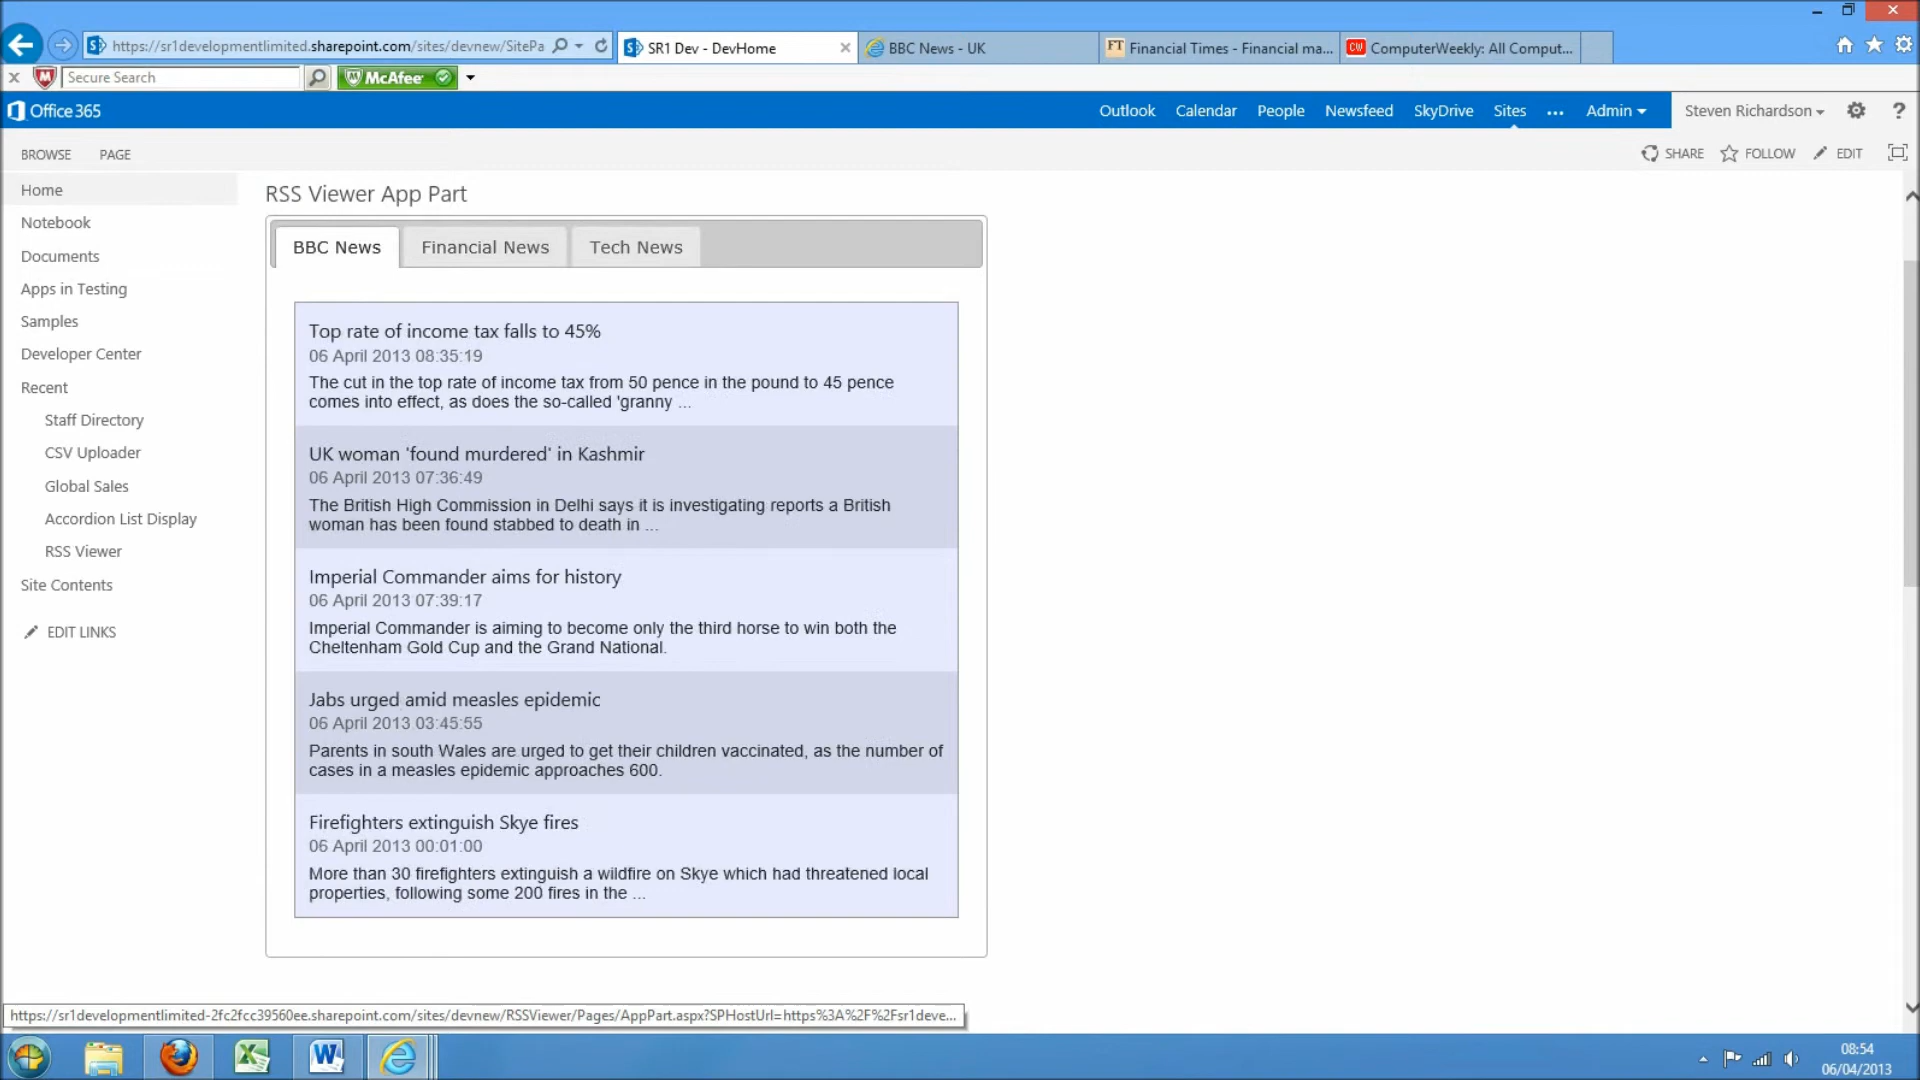 https://sr1developmentlimited.sharepoint.com/sites/devnew/SitePa
SR1 Dev - DevHome
BBC News - UK
FT Financial Times - Financial ma...
CW ComputerWeekly: All Comput...
Secure Search
McAfee
Office 365
Outlook
Calendar
People
Newsfeed
SkyDrive
Sites
...
Admin
Steven Richardson
?
BROWSE
PAGE
SHARE
FOLLOW
EDIT
Home
Notebook
Documents
Apps in Testing
Samples
Developer Center
Recent
Staff Directory
CSV Uploader
Global Sales
Accordion List Display
RSS Viewer
Site Contents
EDIT LINKS
RSS Viewer App Part
BBC News
Financial News
Tech News
Top rate of income tax falls to 45%
06 April 2013 08:35:19
The cut in the top rate of income tax from 50 pence in the pound to 45 pence
comes into effect, as does the so-called 'granny ...
UK woman 'found murdered' in Kashmir
06 April 2013 07:36:49
The British High Commission in Delhi says it is investigating reports a British
woman has been found stabbed to death in ...
Imperial Commander aims for history
06 April 2013 07:39:17
Imperial Commander is aiming to become only the third horse to win both the
Cheltenham Gold Cup and the Grand National.
Jabs urged amid measles epidemic
06 April 2013 03:45:55
Parents in south Wales are urged to get their children vaccinated, as the number of
cases in a measles epidemic approaches 600.
Firefighters extinguish Skye fires
06 April 2013 00:01:00
More than 30 firefighters extinguish a wildfire on Skye which had threatened local
properties, following some 200 fires in the ...
https://sr1developmentlimited-2fc2fcc39560ee.sharepoint.com/sites/devnew/RSSViewer/Pages/AppPart.aspx?SPHostUrl=https%3A%2F%2Fsr1deve...
08:54
06/04/2013